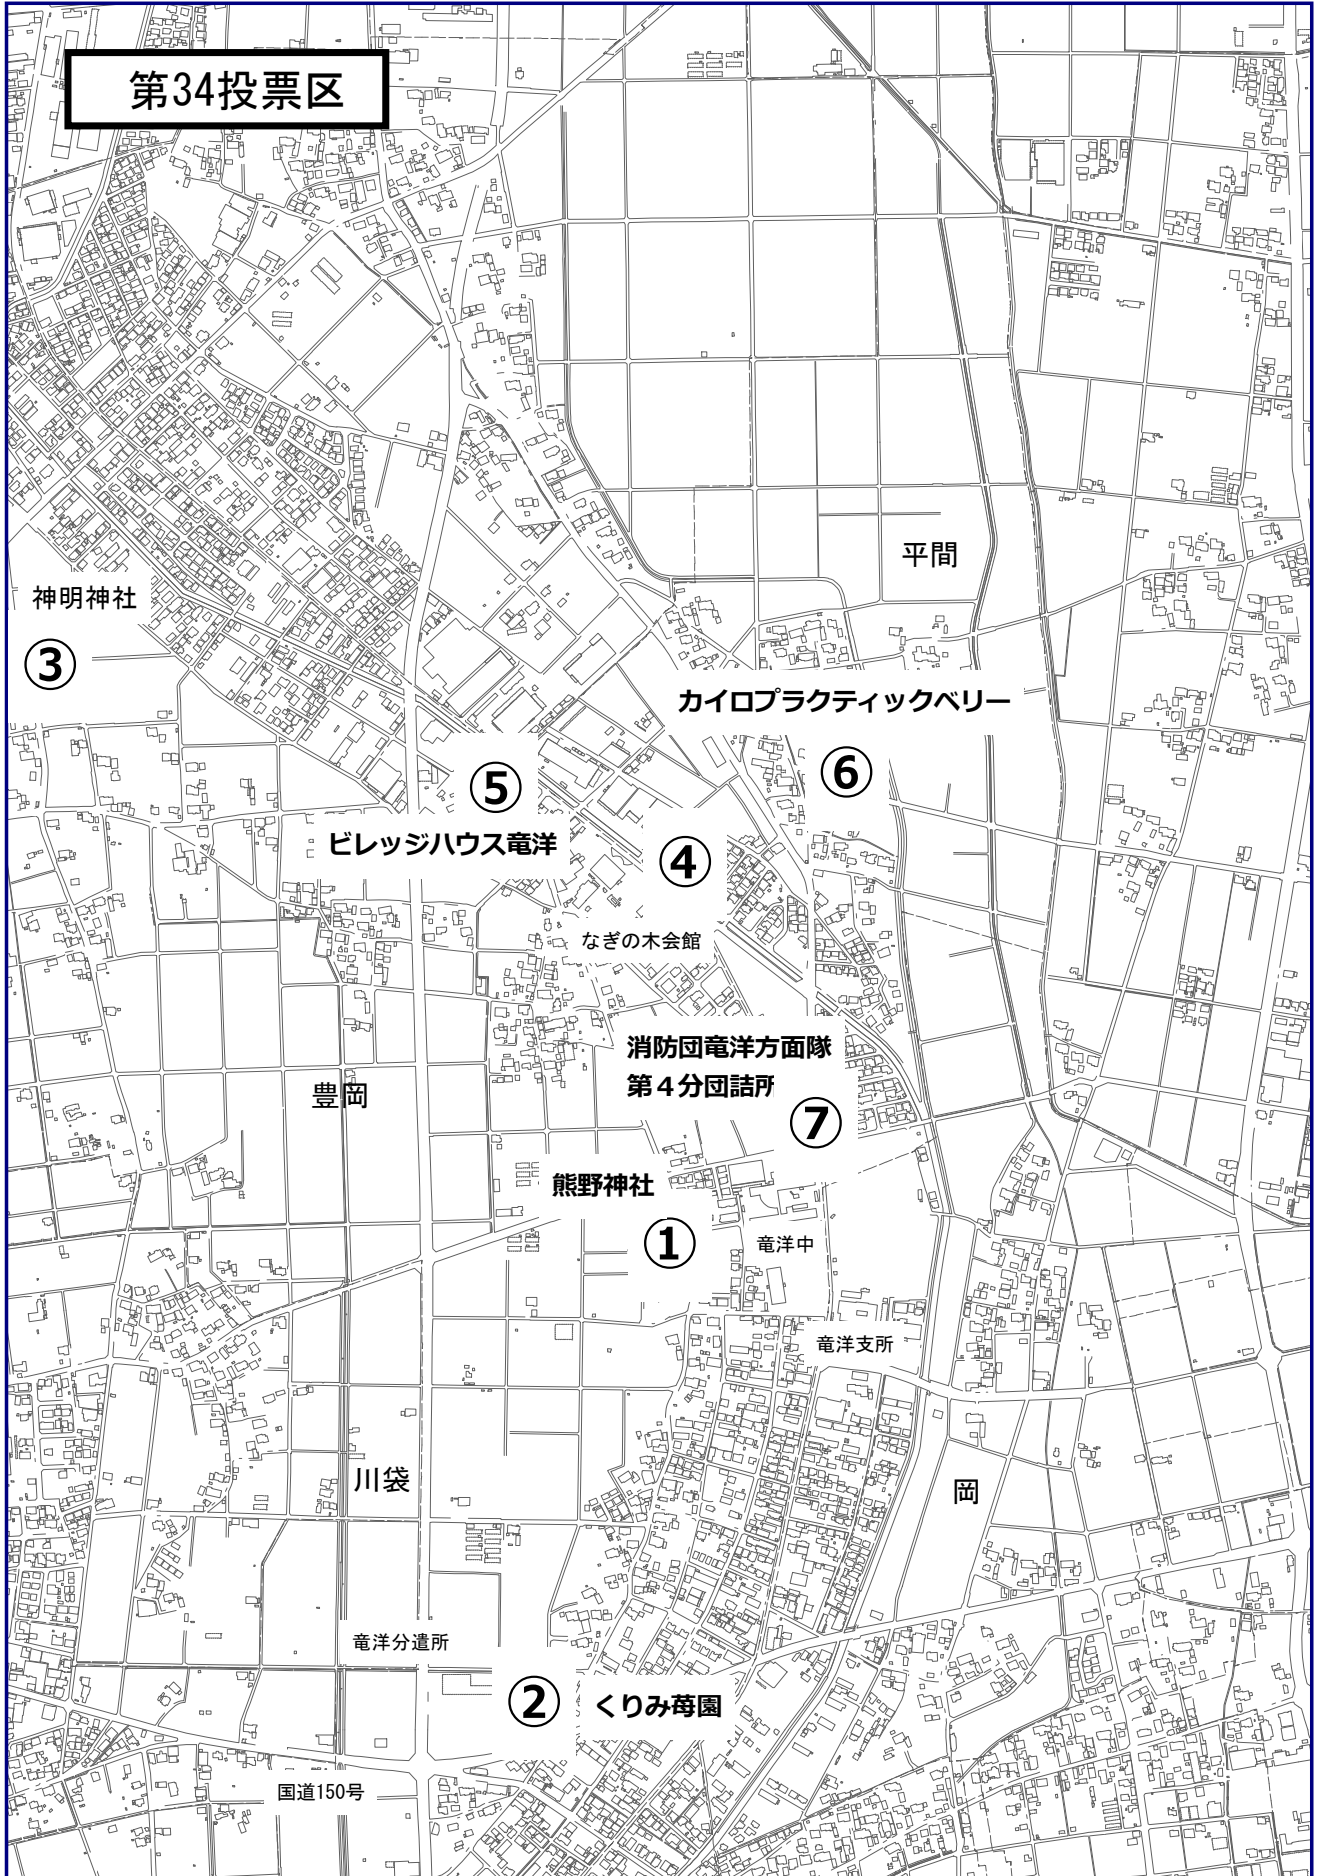 第34投票区
平間
神明神社
③
カイロプラクティックベリー
⑥
⑤
ビレッジハウス竜洋
④
なぎの木会館
消防団竜洋方面隊
第４分団詰所
⑦
豊岡
熊野神社
①
竜洋中
竜洋支所
川袋
岡
竜洋分遣所
②
くりみ苺園
国道150号